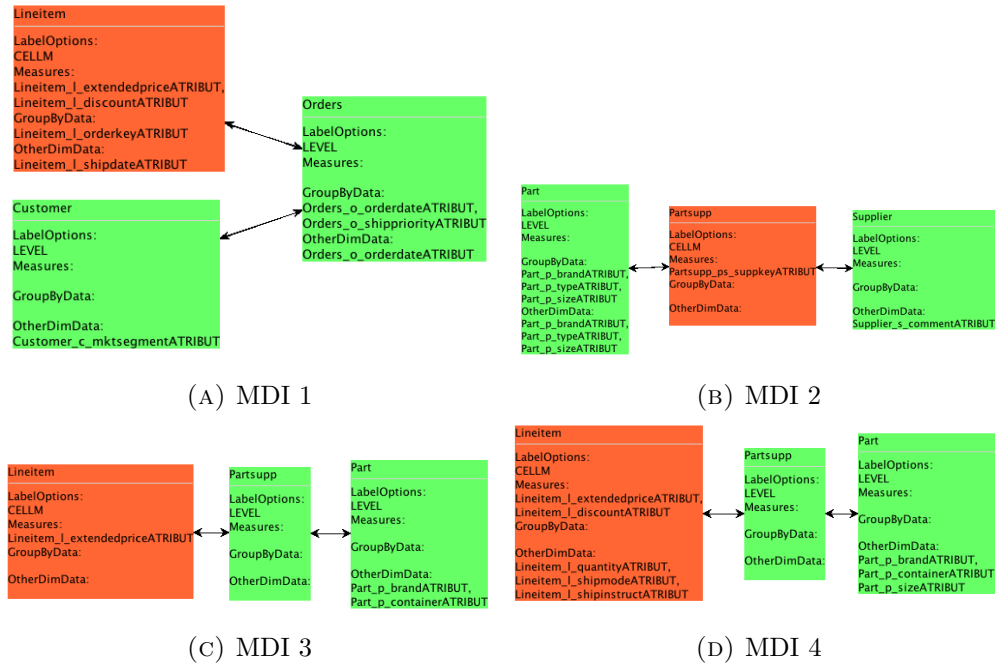 Lineitem
LabelOptions:
CELLM
Measures:
Lineitem_l_extendedpriceATRIBUT,
Lineitem_l_discountATRIBUT
GroupByData:
Lineitem_l_orderkeyATRIBUT
OtherDimData:
Lineitem_l_shipdateATRIBUT
Customer
LabelOptions:
LEVEL
Measures:
GroupByData:
OtherDimData:
Customer_c_mktsegmentATRIBUT
Orders
LabelOptions:
LEVEL
Measures:
GroupByData:
Orders_o_orderdateATRIBUT,
Orders_o_shippriorityATRIBUT
OtherDimData:
Orders_o_orderdateATRIBUT
(A) MDI 1
Part
LabelOptions:
LEVEL
Measures:
GroupByData:
Part_p_brandATRIBUT,
Part_p_typeATRIBUT,
Part_p_sizeATRIBUT
OtherDimData:
Part_p_brandATRIBUT,
Part_p_typeATRIBUT,
Part_p_sizeATRIBUT
Partsupp
LabelOptions:
CELLM
Measures:
Partsupp_ps_suppkeyATRIBUT
GroupByData:
OtherDimData:
Supplier
LabelOptions:
LEVEL
Measures:
GroupByData:
OtherDimData:
Supplier_s_commentATRIBUT
(B) MDI 2
Lineitem
LabelOptions:
CELLM
Measures:
Lineitem_l_extendedpriceATRIBUT
GroupByData:
OtherDimData:
Partsupp
LabelOptions:
LEVEL
Measures:
GroupByData:
OtherDimData:
Part
LabelOptions:
LEVEL
Measures:
GroupByData:
OtherDimData:
Part_p_brandATRIBUT,
Part_p_containerATRIBUT
(C) MDI 3
Lineitem
LabelOptions:
CELLM
Measures:
Lineitem_l_extendedpriceATRIBUT,
Lineitem_l_discountATRIBUT
GroupByData:
OtherDimData:
Lineitem_l_quantityATRIBUT,
Lineitem_l_shipmodeATRIBUT,
Lineitem_l_shipinstructATRIBUT
Partsupp
LabelOptions:
LEVEL
Measures:
GroupByData:
OtherDimData:
Part
LabelOptions:
LEVEL
Measures:
GroupByData:
OtherDimData:
Part_p_brandATRIBUT,
Part_p_containerATRIBUT
Part_p_sizeATRIBUT
(D) MDI 4